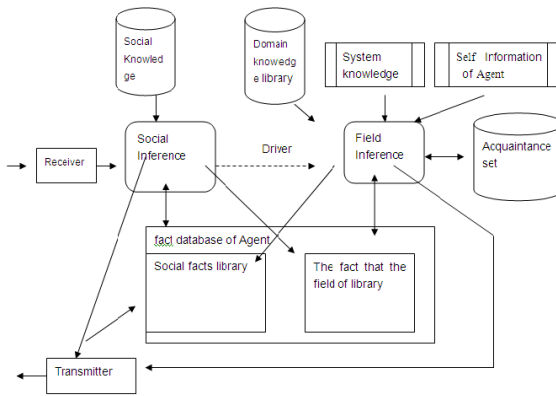 Social
Knowled
ge
Domain
knowedg
e library
System
knowledge
Self Information
of Agent
Social
Inference
Driver
Field
Inference
Acquaintance
set
Receiver
fact database of Agent
Social facts library
The fact that the
field of library
Transmitter